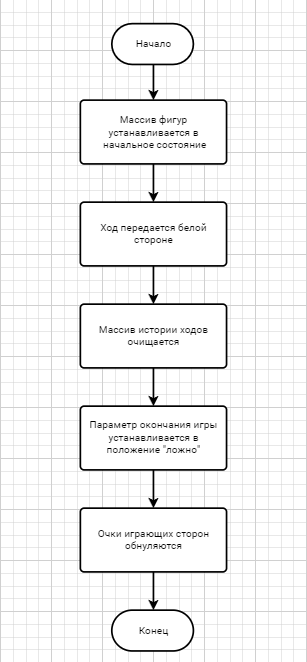 Начало
Массив фигур
устанавливается в
начальное состояние
Ход передается белой
стороне
Массив истории ходов
очищается
Параметр окончания игры
устанавливается в
положение "ложно"
Очки играющих сторон
обнуляются
Конец